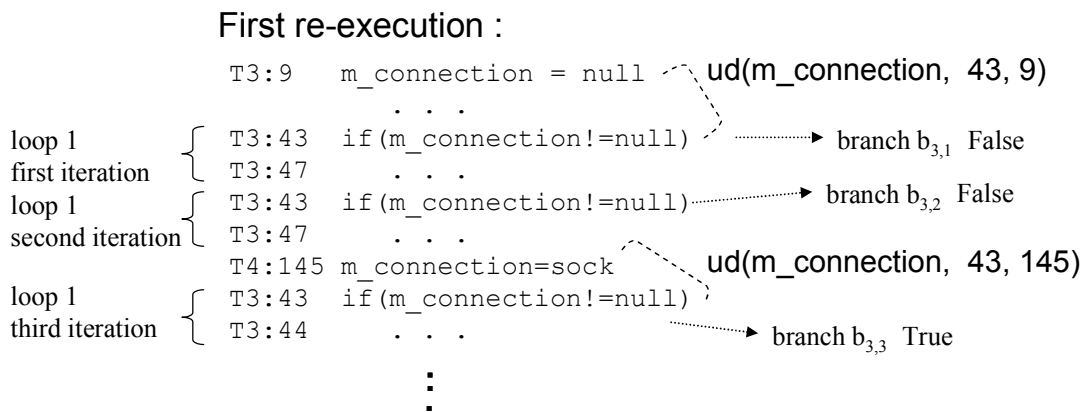 First re-execution :
T3:9 m_connection = null ud(m_connection, 43, 9)
. . .
loop 1 T3:43 if(m_connection!=null) branch b3,1 False
first iteration T3:47 . . .
loop 1 T3:43 if(m_connection!=null) branch b3,2 False
second iteration T3:47 . . .
T4:145 m_connection=sock ud(m_connection, 43, 145)
loop 1 T3:43 if(m_connection!=null)
third iteration T3:44 . . . branch b3,3 True
:
.